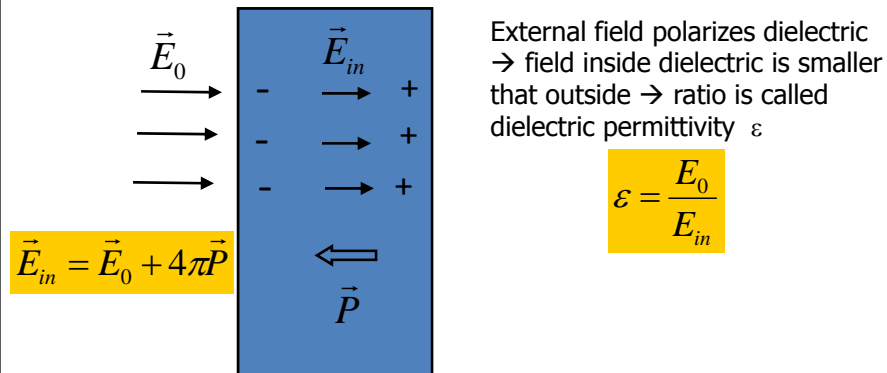 E⃗₀
E⃗ᵢₙ
- +
- +
- +
E⃗ᵢₙ = E⃗₀ + 4πP⃗
P⃗
External field polarizes dielectric
→ field inside dielectric is smaller
that outside → ratio is called
dielectric permittivity ε
ε = E₀ / Eᵢₙ